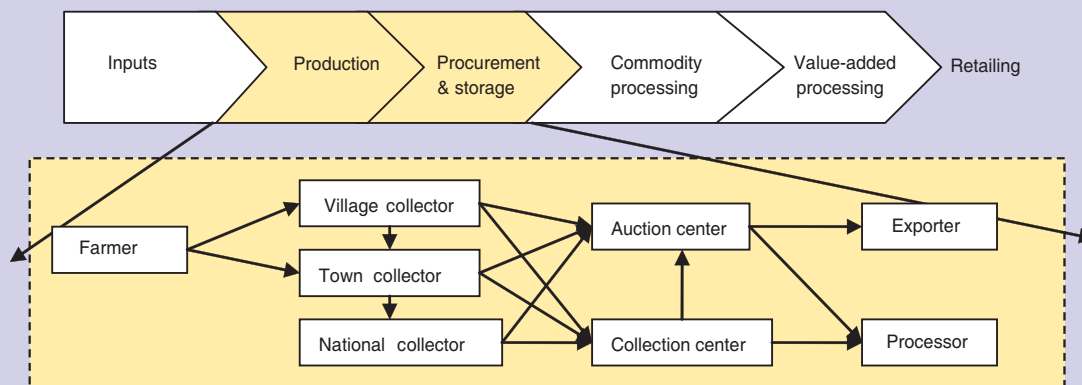 Inputs
Production
Procurement
& storage
Commodity
processing
Value-added
processing
Retailing
Village collector
Farmer
Town collector
National collector
Auction center
Collection center
Exporter
Processor